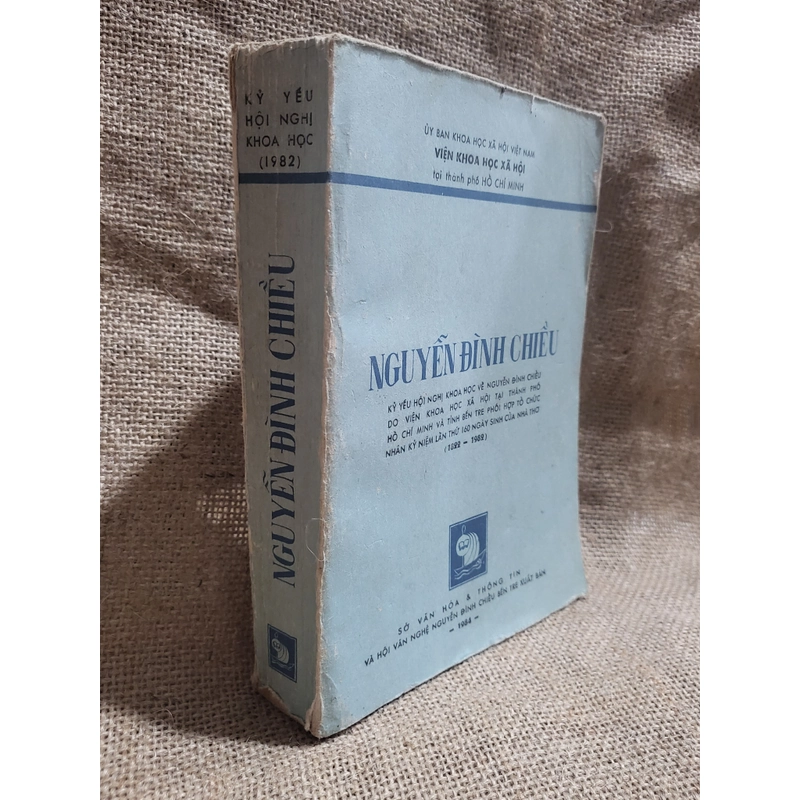 KỶ YẾU
HỘI NGHỊ
KHOA HỌC
(1982)
NGUYỄN ĐÌNH CHIỂU
ỦY BAN KHOA HỌC XÃ HỘI VIỆT NAM
VIỆN KHOA HỌC XÃ HỘI
tại thành phố HỒ CHÍ MINH
NGUYỄN ĐÌNH CHIỂU
KỶ YẾU HỘI NGHỊ KHOA HỌC VỀ NGUYỄN ĐÌNH CHIỂU
DO VIỆN KHOA HỌC XÃ HỘI TẠI THÀNH PHỐ
HỒ CHÍ MINH VÀ TỈNH BẾN TRE PHỐI HỢP TỔ CHỨC
NHÂN KỶ NIỆM LẦN THỨ 160 NGÀY SINH CỦA NHÀ THƠ
(1822 – 1982)
SỞ VĂN HÓA & THÔNG TIN
VÀ HỘI VĂN NGHỆ NGUYỄN ĐÌNH CHIỂU BẾN TRE XUẤT BẢN
– 1984 –